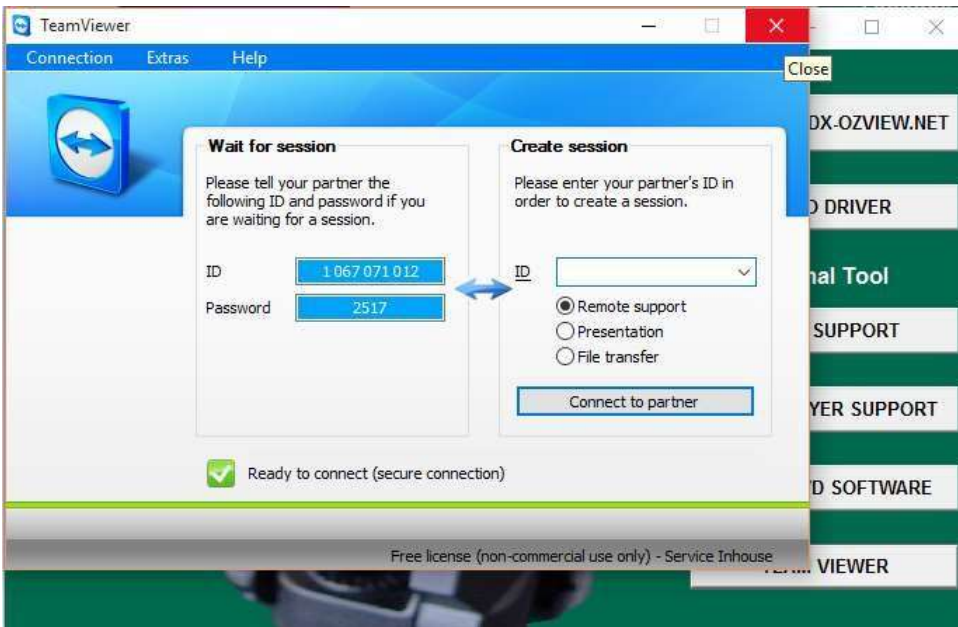 TeamViewer
Connection Extras Help
Close
Wait for session
Please tell your partner the
following ID and password if you
are waiting for a session.
ID 1 067 071 012
Password 2517
Create session
Please enter your partner's ID in
order to create a session.
ID
Remote support
Presentation
File transfer
Connect to partner
Ready to connect (secure connection)
Free license (non-commercial use only) - Service Inhouse
DX-OZVIEW.NET
DRIVER
nal Tool
SUPPORT
YER SUPPORT
SOFTWARE
VIEWER